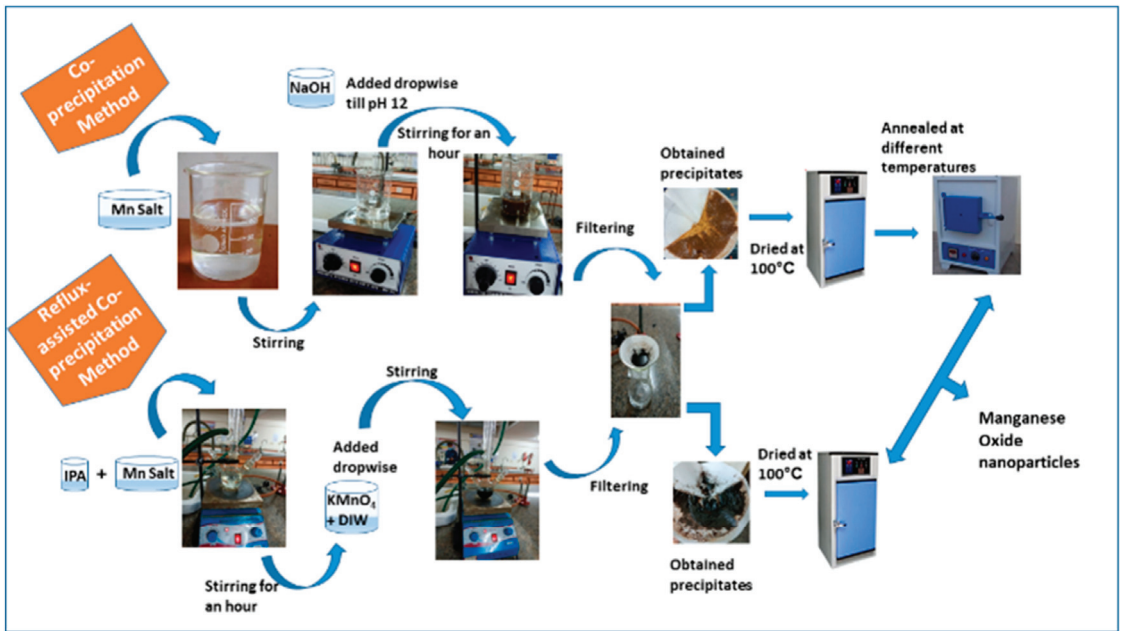 Co-
precipitation
Method
Mn Salt
NaOH
Added dropwise
till pH 12
Stirring for an
hour
Stirring
Filtering
Obtained
precipitates
Dried at
100°C
Annealed at
different
temperatures
Reflux-
assisted Co-
precipitation
Method
IPA + Mn Salt
Stirring for
an hour
Added
dropwise
KMnO₄
+ DIW
Stirring
Filtering
Obtained
precipitates
Dried at
100°C
Manganese
Oxide
nanoparticles